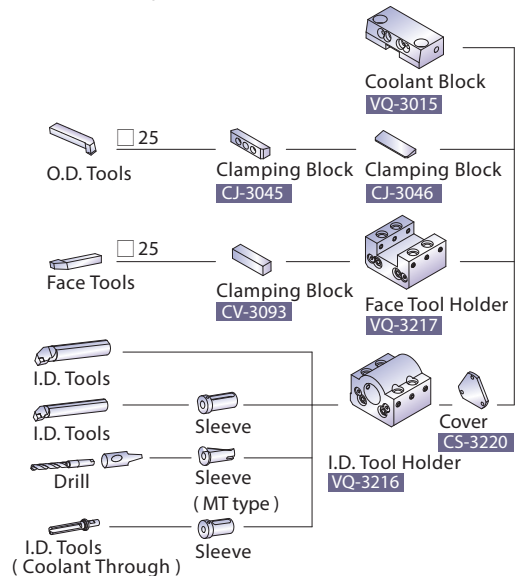 Coolant Block
VQ-3015
□ 25
O.D. Tools
Clamping Block
CJ-3045
Clamping Block
CJ-3046
□ 25
Face Tools
Clamping Block
CV-3093
Face Tool Holder
VQ-3217
I.D. Tools
I.D. Tools
Sleeve
Cover
CS-3220
Drill
Sleeve
( MT type )
I.D. Tool Holder
VQ-3216
I.D. Tools
( Coolant Through )
Sleeve